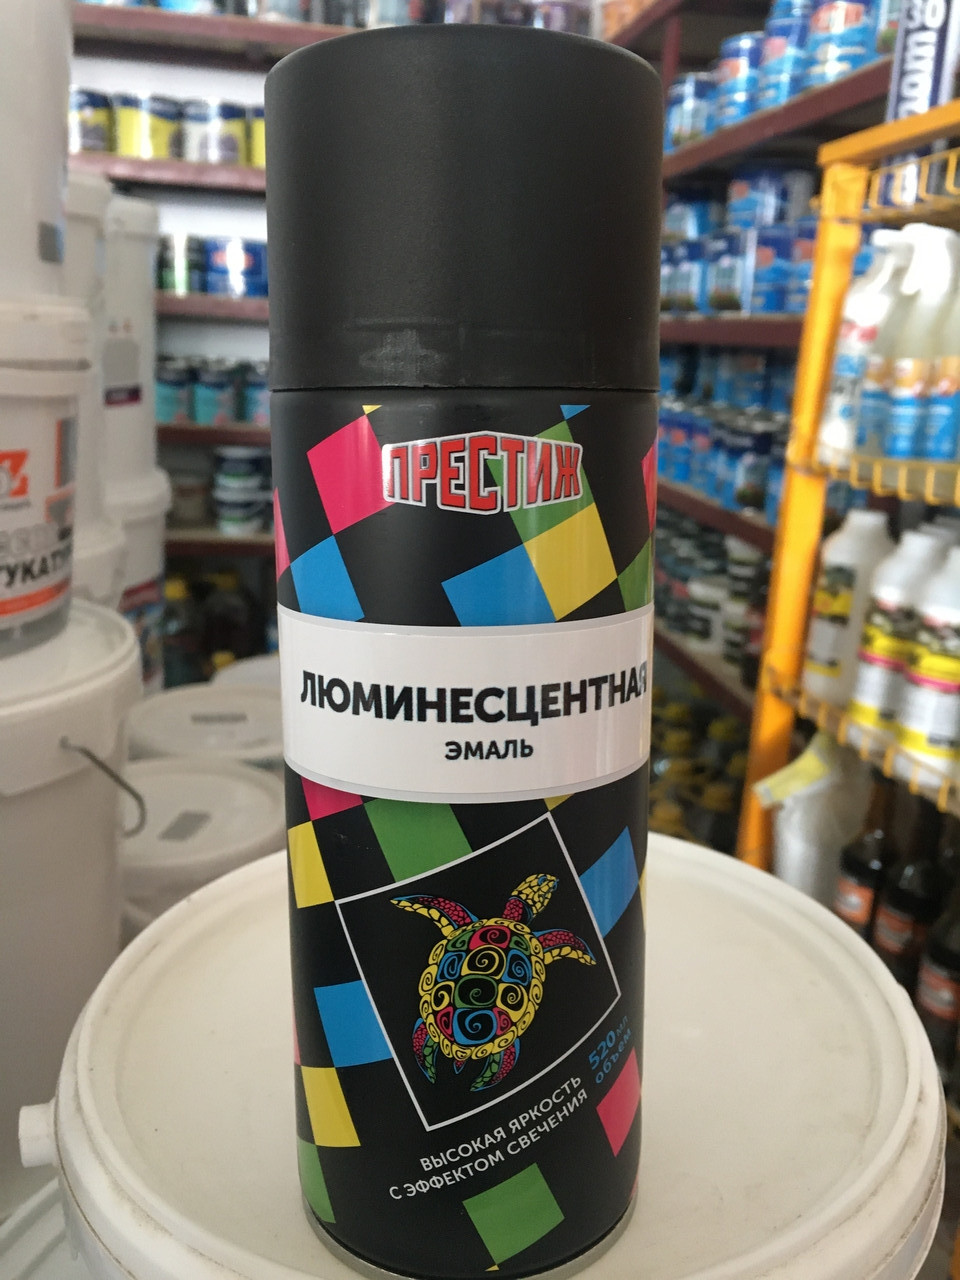 ПРЕСТИЖ
ЛЮМИНЕСЦЕНТНАЯ
ЭМАЛЬ
520 мл
объем
ВЫСОКАЯ ЯРКОСТЬ
С ЭФФЕКТОМ СВЕЧЕНИЯ